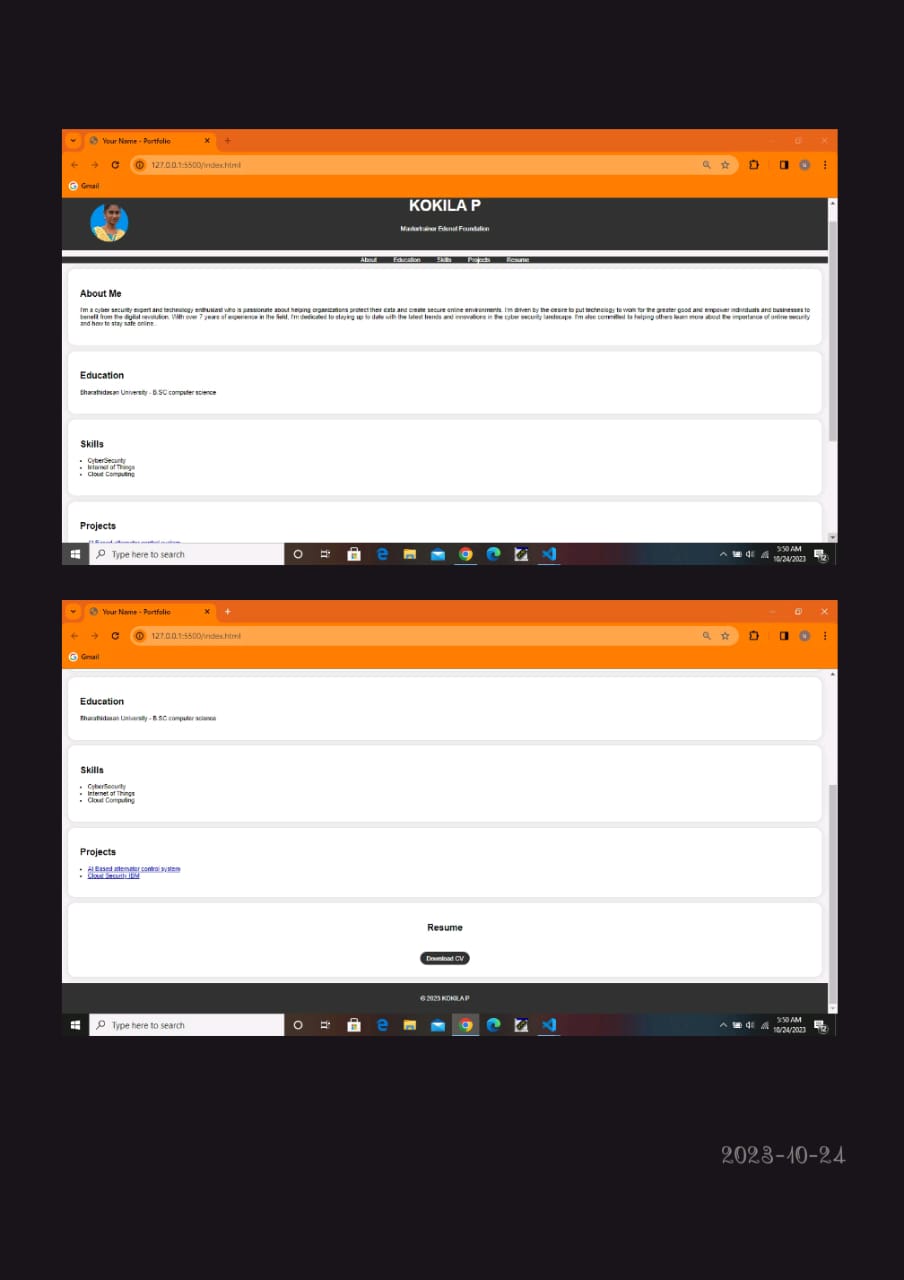 Your Name - Portfolio
127.0.0.1:5500/index.html
Gmail
KOKILA P
Mastertrainer Edenof Foundation
About Education Skills Projects Resume
About Me
I'm a cyber security expert and technology enthusiast who is passionate about helping organizations protect their data and create secure online environments. I'm driven by the desire to put technology to work for the greater good and empower individuals and businesses to
benefit from the digital revolution. With over 7 years of experience in the field, I'm dedicated to staying up to date with the latest trends and innovations in the cyber security landscape. I'm also committed to helping others learn more about the importance of online security
and how to stay safe online .
Education
Bharathidasan University - B.SC computer science
Skills
CyberSecurity
Internet of Things
Cloud Computing
Projects
AI Based alternator control system
Type here to search
5:50 AM
10/24/2023
12
Your Name - Portfolio
127.0.0.1:5500/index.html
Gmail
Education
Bharathidasan University - B.SC computer science
Skills
CyberSecurity
Internet of Things
Cloud Computing
Projects
AI Based alternator control system
Cloud Security IBM
Resume
Download CV
© 2023 KOKILA P
Type here to search
5:50 AM
10/24/2023
12
2023-10-24